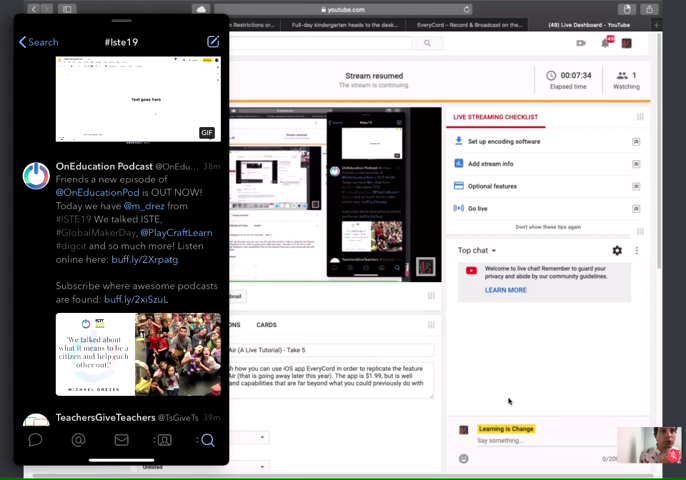 youtube.com
n Restrictions or...
Full-day kindergarten heads to the desk...
EveryCord - Record & Broadcast on the...
(49) Live Dashboard - YouTube
Search
#Iste19
Text goes here
GIF
OnEducation Podcast @OnEdu... 38m
Friends a new episode of
@OnEducationPod is OUT NOW!
Today we have @m_drez from
#ISTE19 We talked ISTE,
#GlobalMakerDay, @PlayCraftLearn
#digcit and so much more! Listen
online here: buff.ly/2Xrpatg
Subscribe where awesome podcasts
are found: buff.ly/2xiSzuL
"We talked about
what it means to be a
citizen and help each
other out."
MICHAEL DREZEK
TeachersGiveTeachers @TsGiveTs 39m
Stream resumed
The stream is continuing.
00:07:34
Elapsed time
1
Watching
LIVE STREAMING CHECKLIST
Set up encoding software
Add stream info
Optional features
Go live
Don't show these tips again
Top chat
Welcome to live chat! Remember to guard your
privacy and abide by our community guidelines.
LEARN MORE
mbnail
ONS
CARDS
Air (A Live Tutorial) - Take 5
h how you can use iOS app EveryCord in order to replicate the feature
Air (that is going away later this year). The app is $1.99, but is well
and capabilities that are far beyond what you could previously do with
Unlisted
Learning is Change
Say something...
0/200